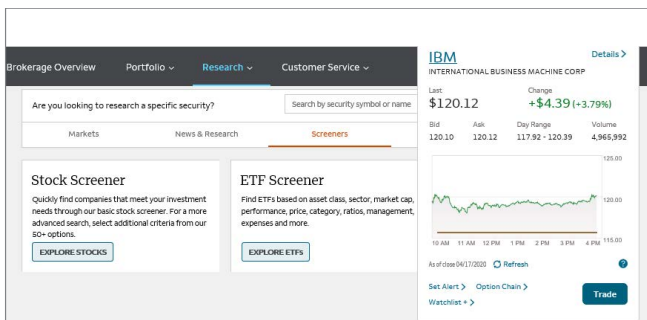 Brokerage Overview
Portfolio
Research
Customer Service
Are you looking to research a specific security?
Search by security symbol or name
Markets
News & Research
Screeners
Stock Screener
Quickly find companies that meet your investment
needs through our basic stock screener. For a more
advanced search, select additional criteria from our
50+ options.
EXPLORE STOCKS
ETF Screener
Find ETFs based on asset class, sector, market cap,
performance, price, category, ratios, management,
expenses and more.
EXPLORE ETFs
IBM
Details >
INTERNATIONAL BUSINESS MACHINE CORP
Last Change
$120.12 +$4.39 (+3.79%)
Bid Ask Day Range Volume
120.10 120.12 117.92 - 120.39 4,965,992
125.00
120.00
115.00
10 AM 11 AM 12 PM 1 PM 2 PM 3 PM 4 PM
As of close 04/17/2020 Refresh ?
Set Alert > Option Chain >
Watchlist + >
Trade